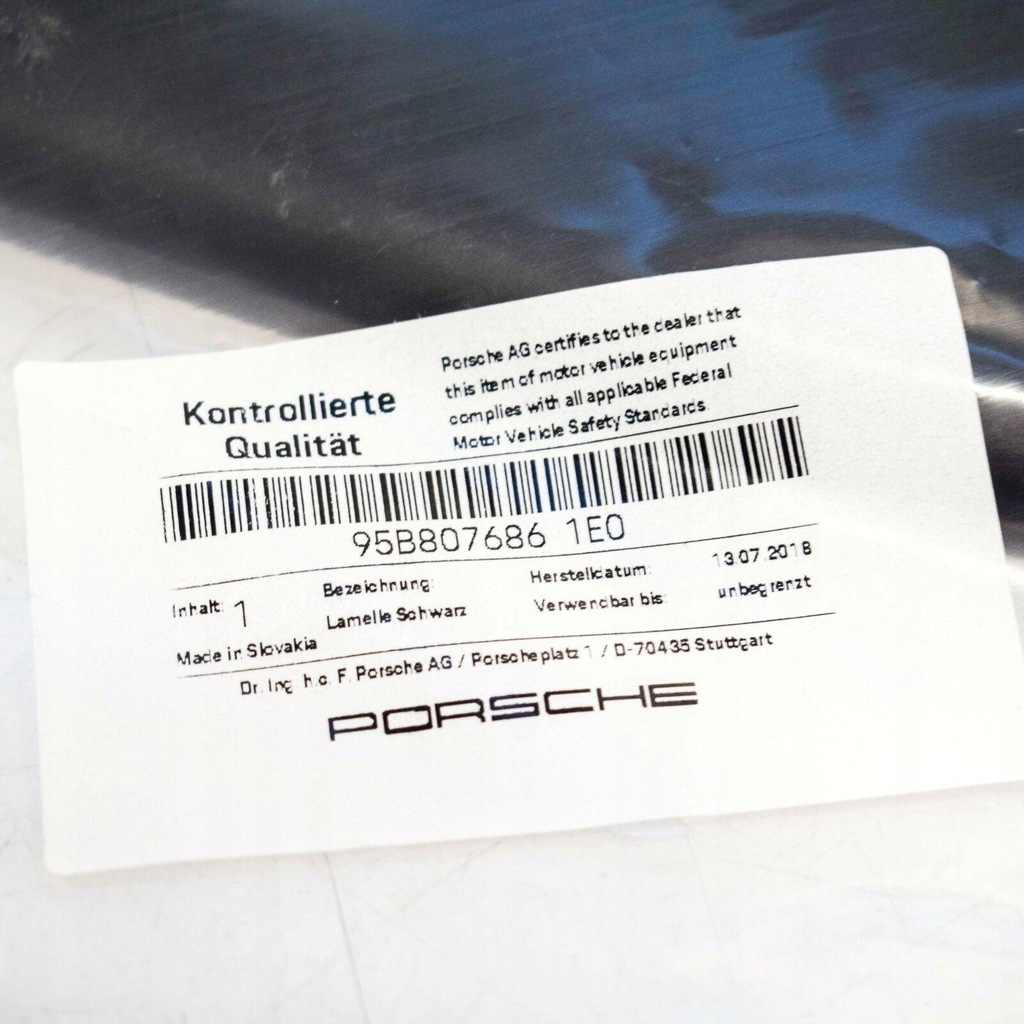 Kontrollierte
Qualität
Porsche AG certifies to the dealer that
this item of motor vehicle equipment
complies with all applicable Federal
Motor Vehicle Safety Standards
95B807686 1E0
Inhalt: 1
Bezeichnung:
Lamelle Schwarz
Herstelldatum: 13.07.2018
Verwendbar bis: unbegrenzt
Made in Slovakia
Dr. Ing. h.c. F. Porsche AG / Porscheplatz 1 / D-70435 Stuttgart
PORSCHE